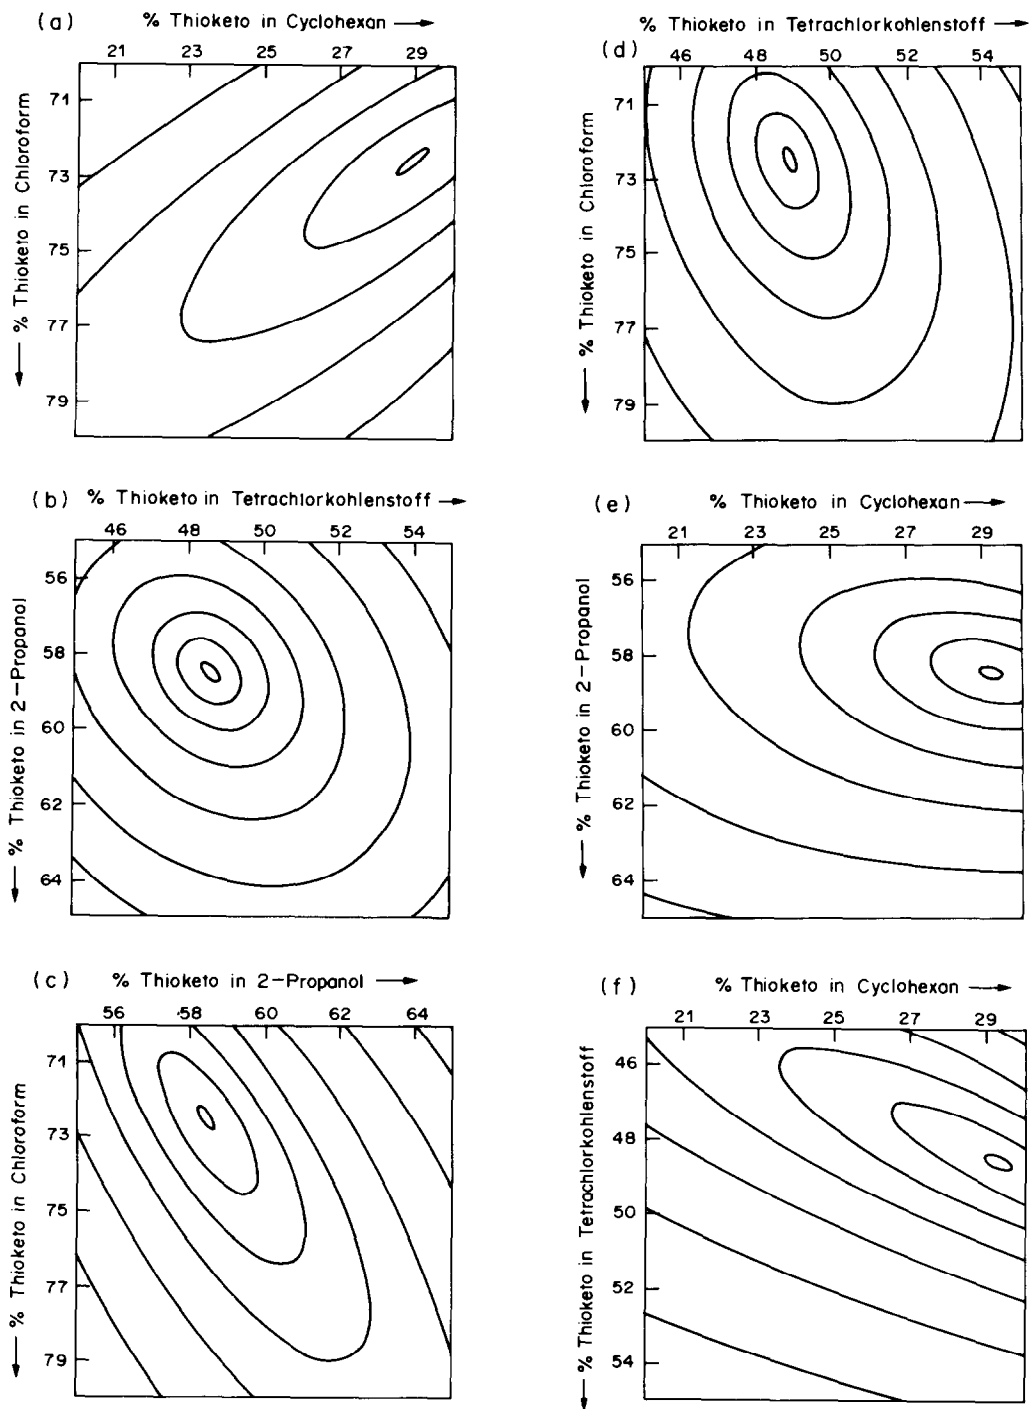 (a) % Thioketo in Cyclohexan →
21 23 25 27 29
71
73
75
77
79
← % Thioketo in Chloroform
(d) % Thioketo in Tetrachlorkohlenstoff →
46 48 50 52 54
71
73
75
77
79
← % Thioketo in Chloroform
(b) % Thioketo in Tetrachlorkohlenstoff →
46 48 50 52 54
56
58
60
62
64
← % Thioketo in 2-Propanol
(e) % Thioketo in Cyclohexan →
21 23 25 27 29
56
58
60
62
64
← % Thioketo in 2-Propanol
(c) % Thioketo in 2-Propanol →
56 58 60 62 64
71
73
75
77
79
← % Thioketo in Chloroform
(f) % Thioketo in Cyclohexan →
21 23 25 27 29
46
48
50
52
54
← % Thioketo in Tetrachlorkohlenstoff